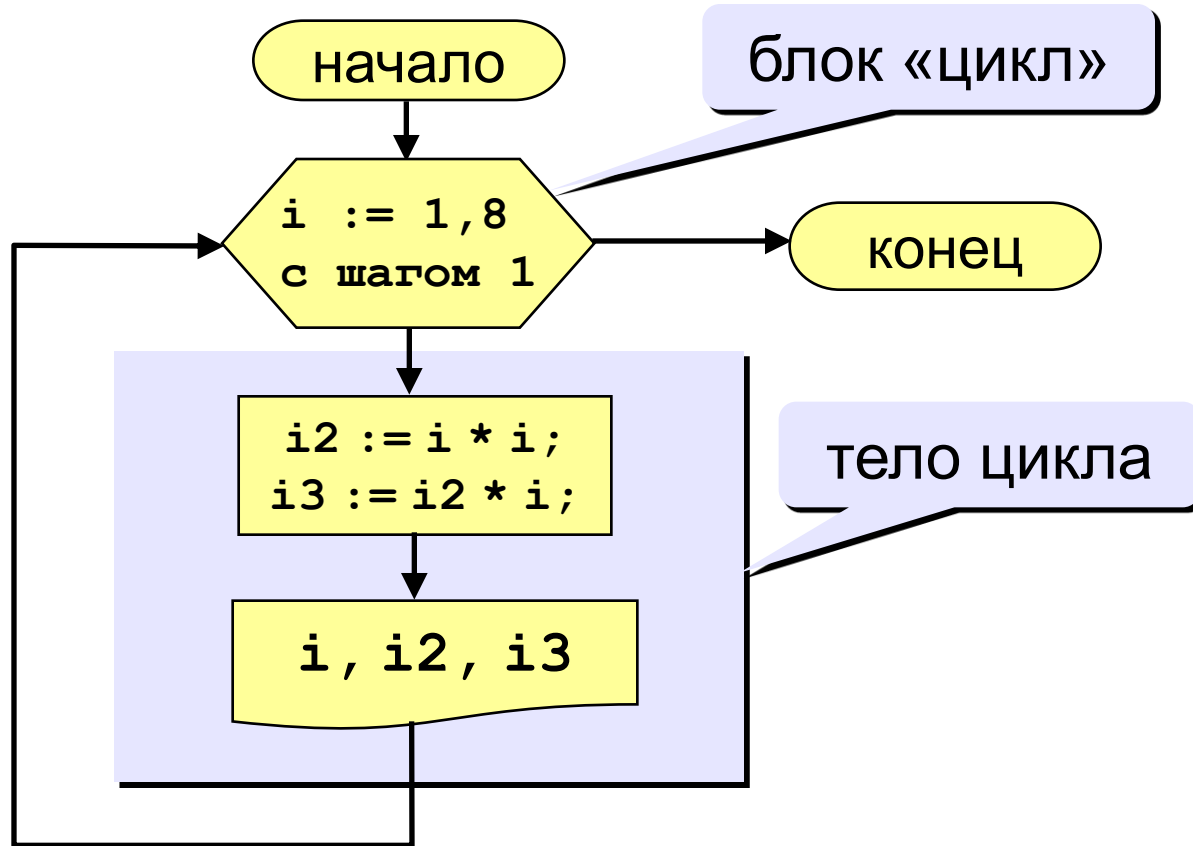 начало
блок «цикл»
i := 1,8
с шагом 1
конец
i2 := i * i;
i3 := i2 * i;
тело цикла
i, i2, i3